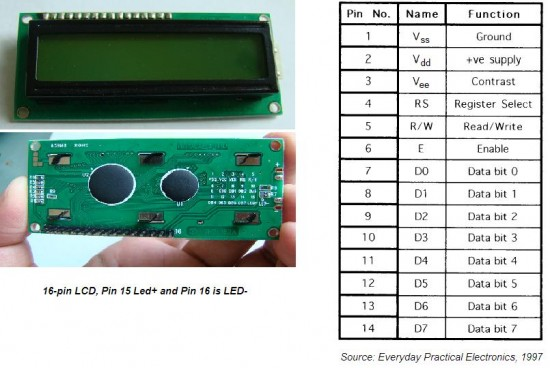 Pin No. Name Function
1 Vss Ground
2 Vdd +ve supply
3 Vee Contrast
4 RS Register Select
5 R/W Read/Write
6 E Enable
7 D0 Data bit 0
8 D1 Data bit 1
9 D2 Data bit 2
10 D3 Data bit 3
11 D4 Data bit 4
12 D5 Data bit 5
13 D6 Data bit 6
14 D7 Data bit 7
16-pin LCD, Pin 15 Led+ and Pin 16 is LED-
Source: Everyday Practical Electronics, 1997